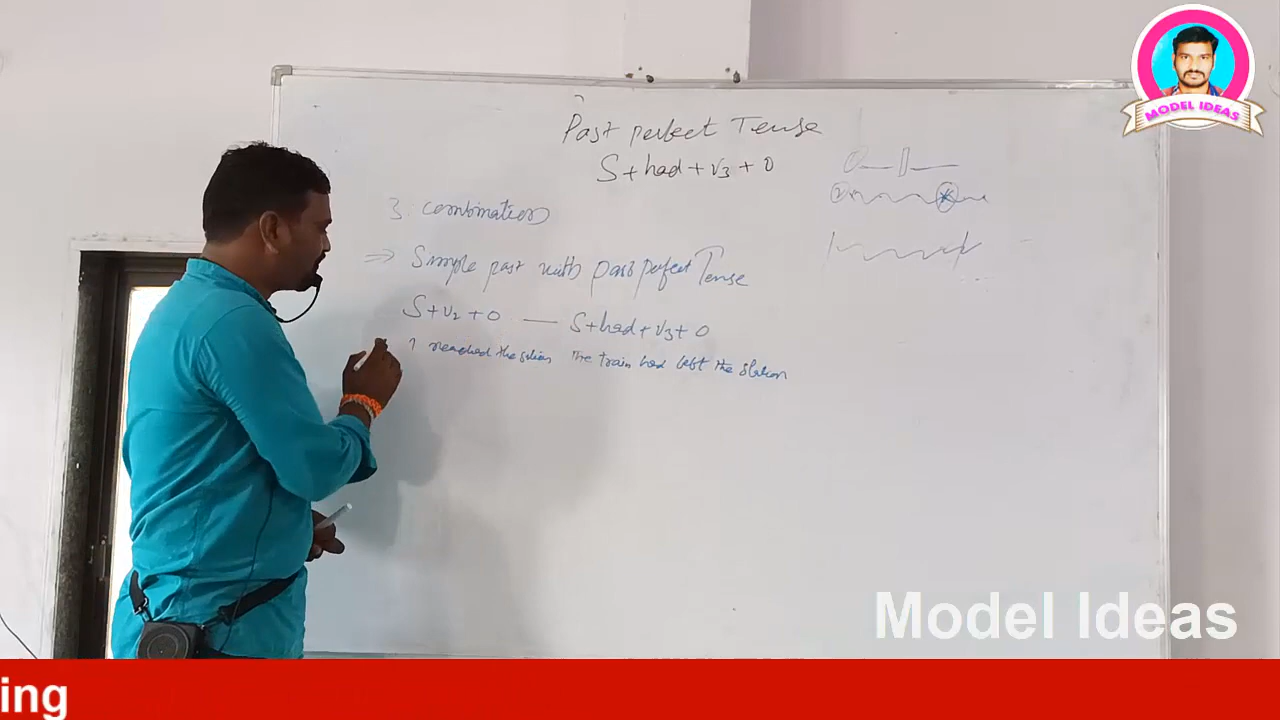 Past perfect Tense
S+had+V3+O
3. combination
⇒ Simple past with past perfect Tense
S+V2+O — S+had+V3+O
I reached the station The train had left the station
MODEL IDEAS
Model Ideas
ing